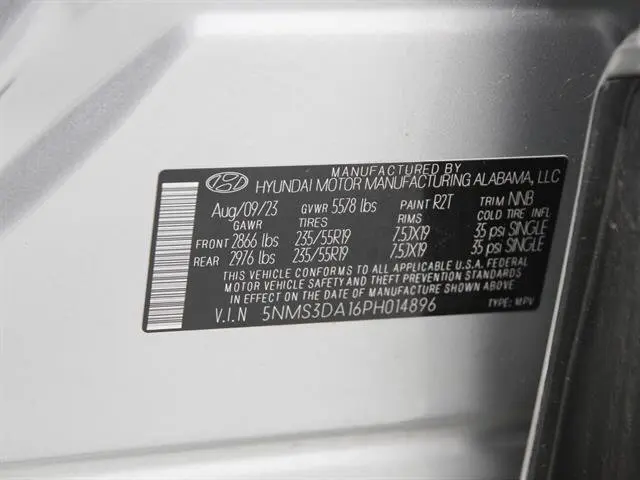 MANUFACTURED BY
HYUNDAI MOTOR MANUFACTURING ALABAMA, LLC
Aug/09/23 GVWR 5578 lbs PAINT R2T TRIM NNB
GAWR TIRES RIMS COLD TIRE INFL
FRONT 2866 lbs 235/55R19 7.5JX19 35 psi SINGLE
REAR 2976 lbs 235/55R19 7.5JX19 35 psi SINGLE
THIS VEHICLE CONFORMS TO ALL APPLICABLE U.S.A. FEDERAL
MOTOR VEHICLE SAFETY AND THEFT PREVENTION STANDARDS
IN EFFECT ON THE DATE OF MANUFACTURE SHOWN ABOVE
V.I.N 5NMS3DA16PH014896 TYPE: MPV